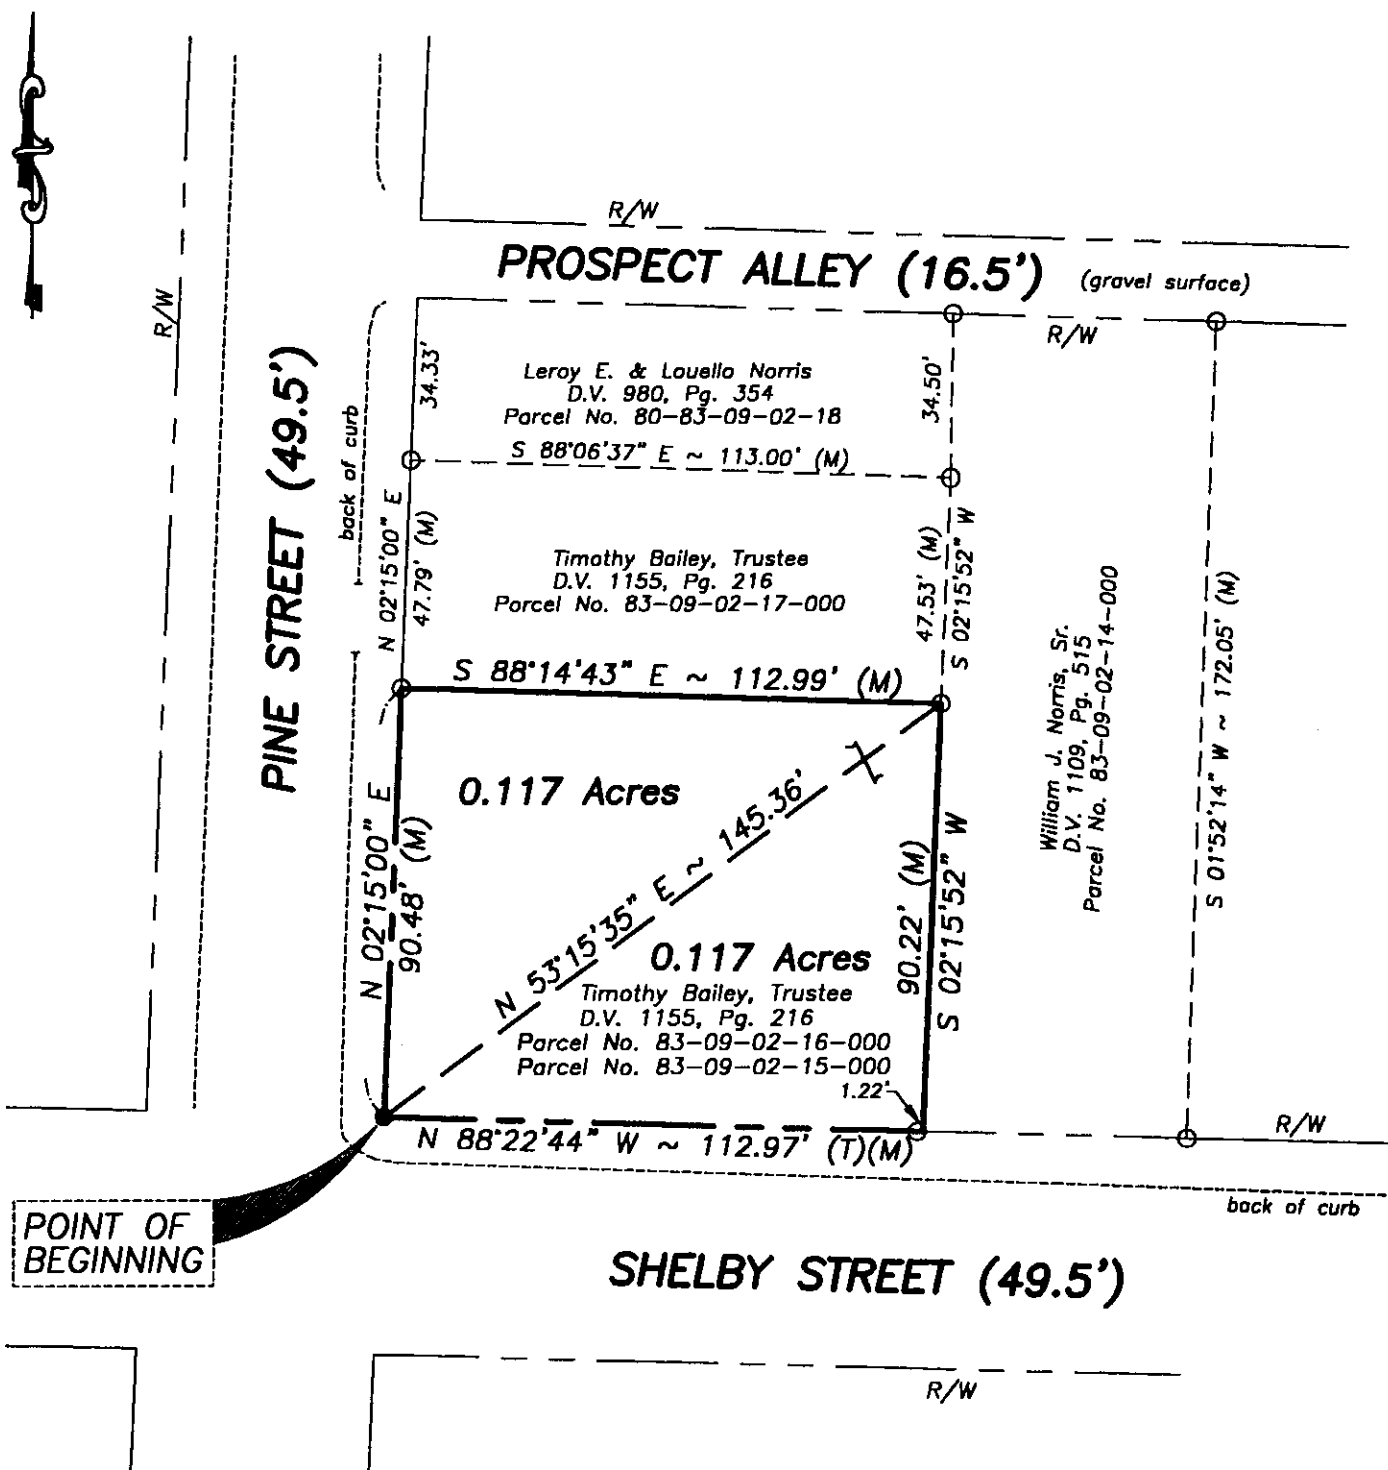 R/W
PROSPECT ALLEY (16.5')
(gravel surface)
R/W
R/W
PINE STREET (49.5')
back of curb
34.33'
Leroy E. & Louello Norris
D.V. 980, Pg. 354
Parcel No. 80-83-09-02-18
34.50'
S 88°06'37" E ~ 113.00' (M)
N 02°15'00" E
47.79' (M)
Timothy Bailey, Trustee
D.V. 1155, Pg. 216
Parcel No. 83-09-02-17-000
47.53' (M)
S 02°15'52" W
S 88°14'43" E ~ 112.99' (M)
William J. Norris, Sr.
D.V. 1109, Pg. 515
Parcel No. 83-09-02-14-000
S 01°52'14" W ~ 172.05' (M)
0.117 Acres
N 02°15'00" E
90.48' (M)
N 53°15'35" E ~ 145.36'
0.117 Acres
Timothy Bailey, Trustee
D.V. 1155, Pg. 216
Parcel No. 83-09-02-16-000
Parcel No. 83-09-02-15-000
90.22' (M)
S 02°15'52" W
1.22'
N 88°22'44" W ~ 112.97' (T)(M)
R/W
back of curb
POINT OF
BEGINNING
SHELBY STREET (49.5')
R/W